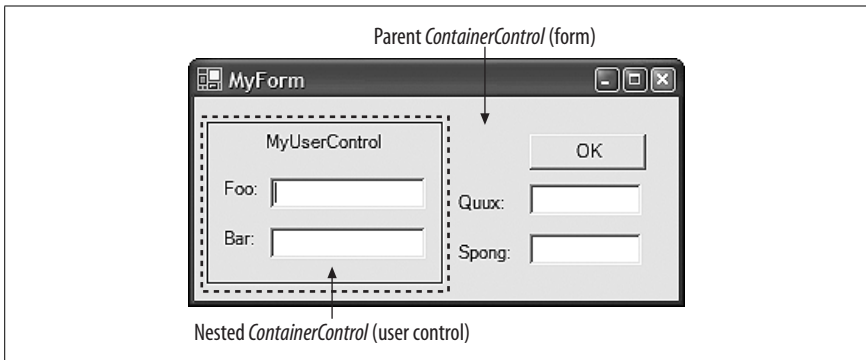 Parent ContainerControl (form)
MyForm
MyUserControl
OK
Foo:
Quux:
Bar:
Spong:
Nested ContainerControl (user control)